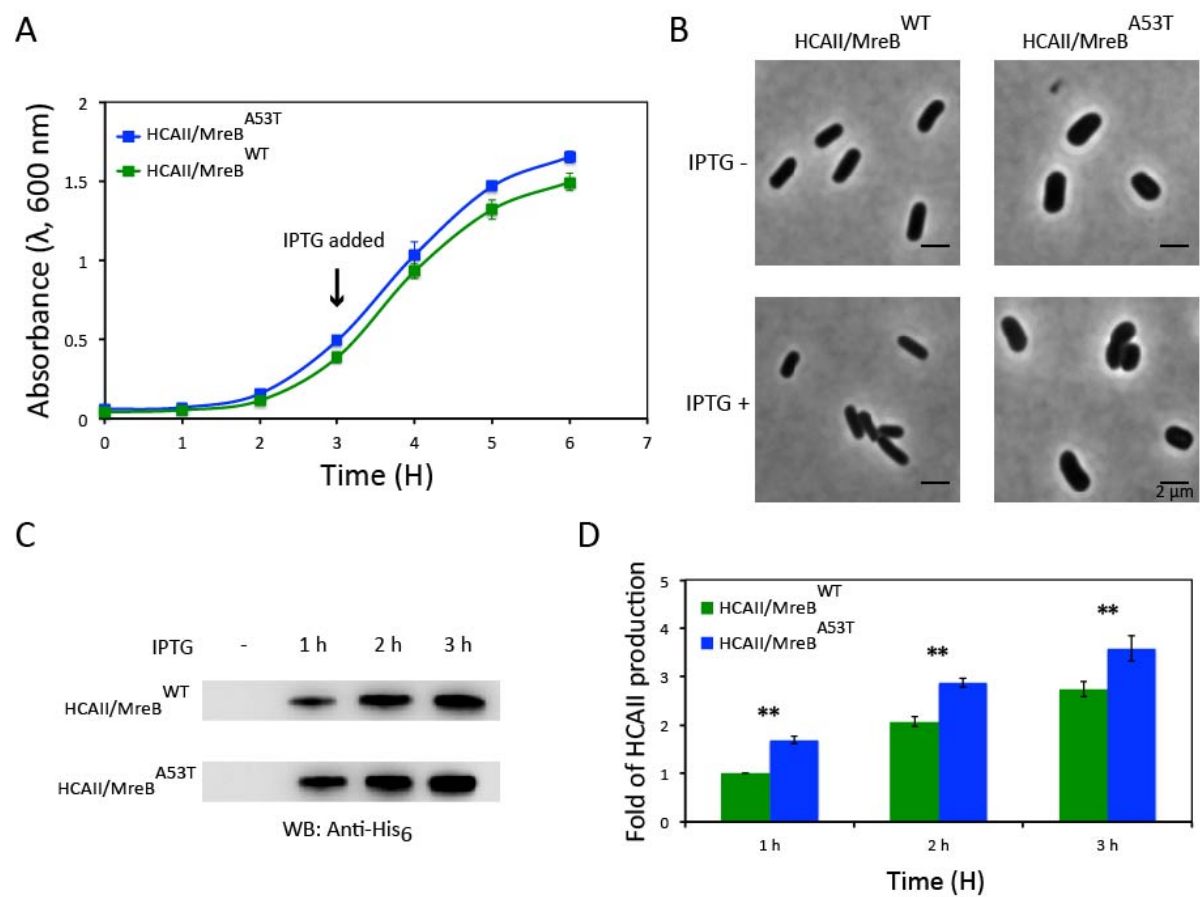 A
Absorbance (λ, 600 nm)
2
1.5
1
0.5
0
HCAII/MreB A53T
HCAII/MreB WT
IPTG added
0 1 2 3 4 5 6 7
Time (H)
B
HCAII/MreB WT HCAII/MreB A53T
IPTG -
IPTG +
2 μm
C
IPTG - 1 h 2 h 3 h
HCAII/MreB WT
HCAII/MreB A53T
WB: Anti-His6
D
Fold of HCAII production
5
4
3
2
1
0
HCAII/MreB WT
HCAII/MreB A53T
** ** **
1 h 2 h 3 h
Time (H)